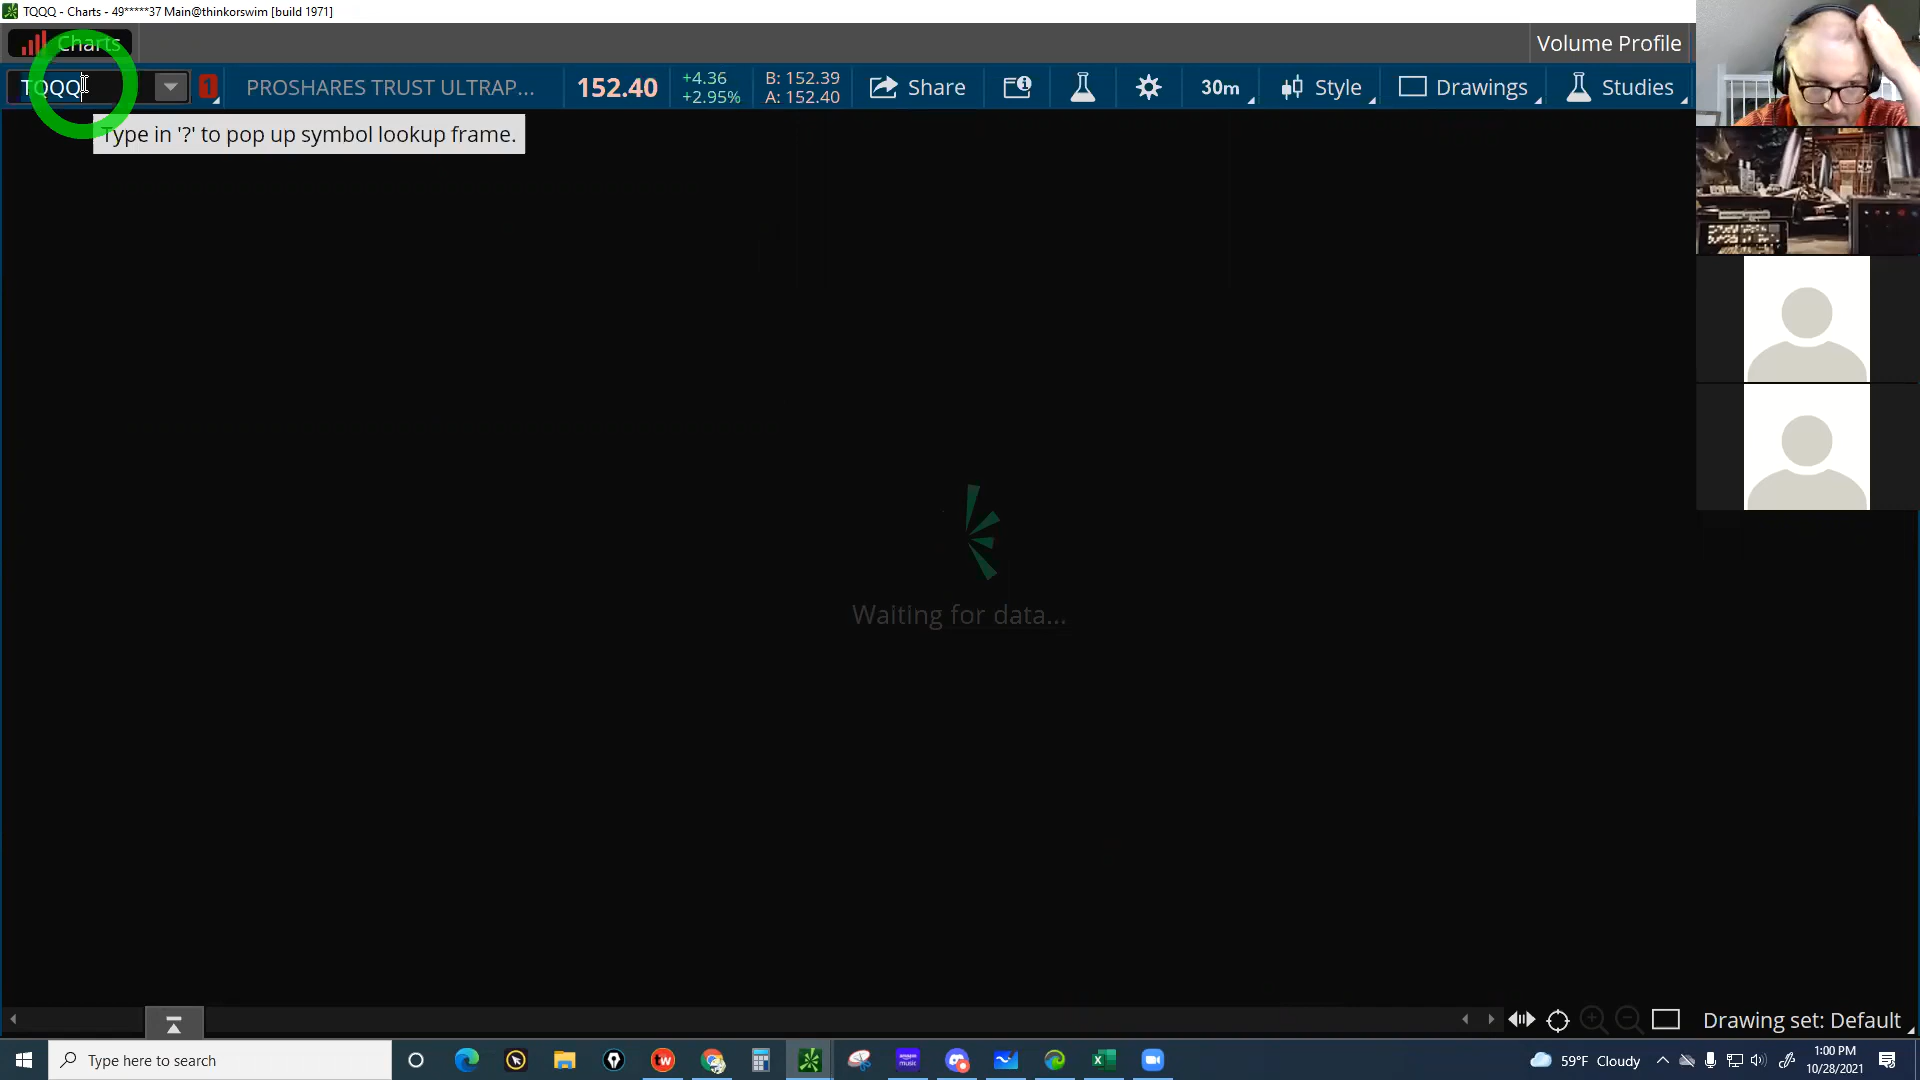 TQQQ - Charts - 49*****37 Main@thinkorswim [build 1971]
Charts
Volume Profile
TQQQ
1
PROSHARES TRUST ULTRAP...
152.40
+4.36
+2.95%
B: 152.39
A: 152.40
Share
30m
Style
Drawings
Studies
Type in '?' to pop up symbol lookup frame.
Waiting for data...
Drawing set: Default
Type here to search
59°F Cloudy
1:00 PM
10/28/2021